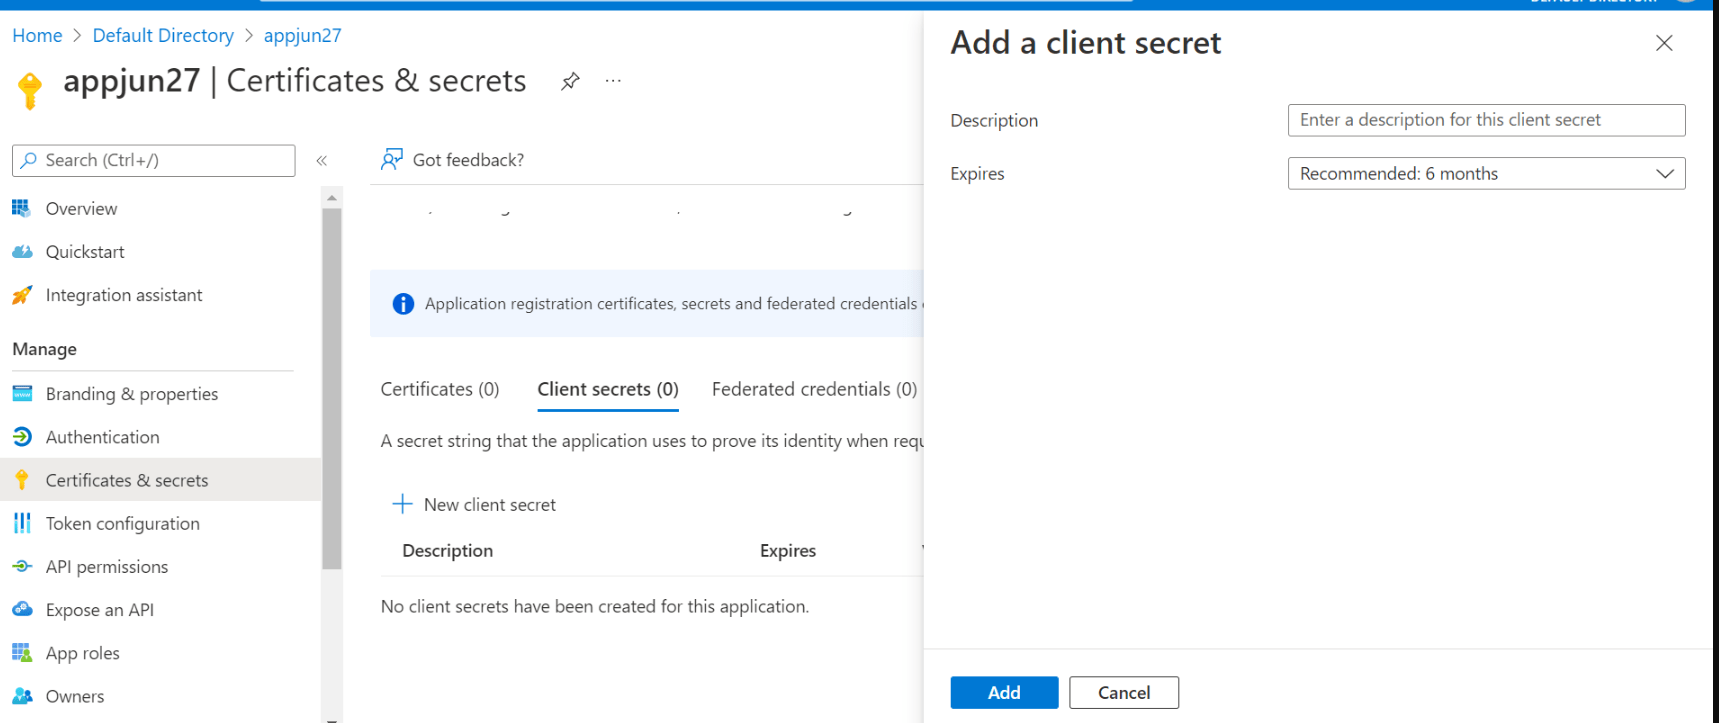 DEFAULT DIRECTORY
Home > Default Directory > appjun27
appjun27 | Certificates & secrets
...
Search (Ctrl+/)
«
Overview
Quickstart
Integration assistant
Manage
Branding & properties
Authentication
Certificates & secrets
Token configuration
API permissions
Expose an API
App roles
Owners
Got feedback?
Application registration certificates, secrets and federated credentials
Certificates (0)
Client secrets (0)
Federated credentials (0)
A secret string that the application uses to prove its identity when requ
New client secret
Description
Expires
No client secrets have been created for this application.
Add a client secret
Description
Enter a description for this client secret
Expires
Recommended: 6 months
Add
Cancel